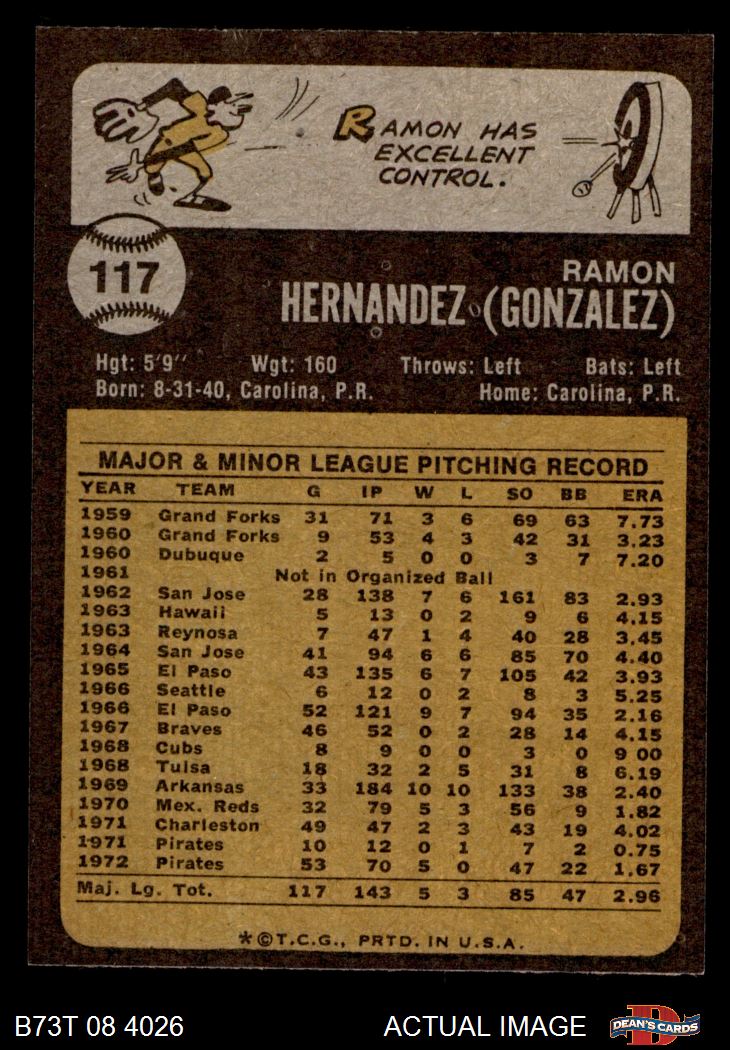 RAMON HAS
EXCELLENT
CONTROL.
117
RAMON
HERNANDEZ (GONZALEZ)
Hgt: 5'9" Wgt: 160 Throws: Left Bats: Left
Born: 8-31-40, Carolina, P.R. Home: Carolina, P.R.
MAJOR & MINOR LEAGUE PITCHING RECORD
YEAR TEAM G IP W L SO BB ERA
1959 Grand Forks 31 71 3 6 69 63 7.73
1960 Grand Forks 9 53 4 3 42 31 3.23
1960 Dubuque 2 5 0 0 3 7 7.20
1961 Not in Organized Ball
1962 San Jose 28 138 7 6 161 83 2.93
1963 Hawaii 5 13 0 2 9 6 4.15
1963 Reynosa 7 47 1 4 40 28 3.45
1964 San Jose 41 94 6 6 85 70 4.40
1965 El Paso 43 135 6 7 105 42 3.93
1966 Seattle 6 12 0 2 8 3 5.25
1966 El Paso 52 121 9 7 94 35 2.16
1967 Braves 46 52 0 2 28 14 4.15
1968 Cubs 8 9 0 0 3 0 9 00
1968 Tulsa 18 32 2 5 31 8 6.19
1969 Arkansas 33 184 10 10 133 38 2.40
1970 Mex. Reds 32 79 5 3 56 9 1.82
1971 Charleston 49 47 2 3 43 19 4.02
1971 Pirates 10 12 0 1 7 2 0.75
1972 Pirates 53 70 5 0 47 22 1.67
Maj. Lg. Tot. 117 143 5 3 85 47 2.96
*©T.C.G., PRTD. IN U.S.A.
B73T 08 4026 ACTUAL IMAGE DEAN'S CARDS